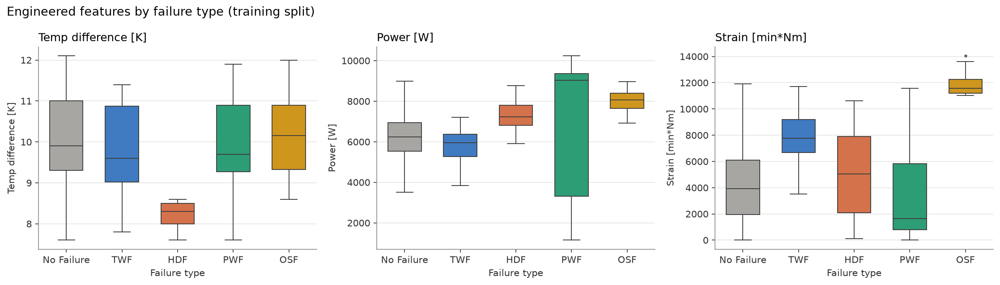 Engineered features by failure type (training split)
Temp difference [K]
Temp difference [K]
12
11
10
9
8
No Failure
TWF
HDF
PWF
OSF
Failure type
Power [W]
Power [W]
10000
8000
6000
4000
2000
No Failure
TWF
HDF
PWF
OSF
Failure type
Strain [min*Nm]
Strain [min*Nm]
14000
12000
10000
8000
6000
4000
2000
0
No Failure
TWF
HDF
PWF
OSF
Failure type